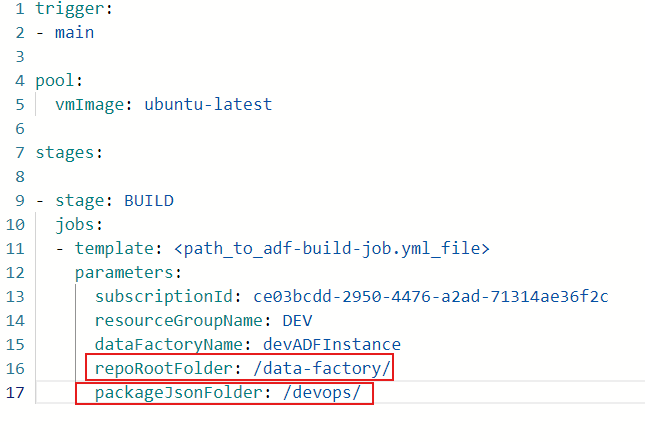 1 trigger:
2 - main
3
4 pool:
5 vmImage: ubuntu-latest
6
7 stages:
8
9 - stage: BUILD
10 jobs:
11 - template: <path_to_adf-build-job.yml_file>
12 parameters:
13 subscriptionId: ce03bcdd-2950-4476-a2ad-71314ae36f2c
14 resourceGroupName: DEV
15 dataFactoryName: devADFInstance
16 repoRootFolder: /data-factory/
17 packageJsonFolder: /devops/